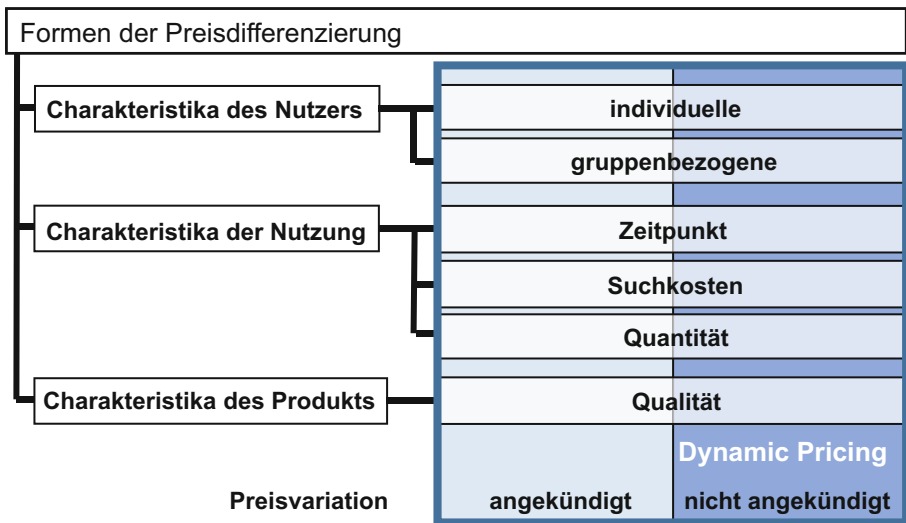 Formen der Preisdifferenzierung
Charakteristika des Nutzers
individuelle
gruppenbezogene
Charakteristika der Nutzung
Zeitpunkt
Suchkosten
Quantität
Charakteristika des Produkts
Qualität
Dynamic Pricing
Preisvariation
angekündigt
nicht angekündigt